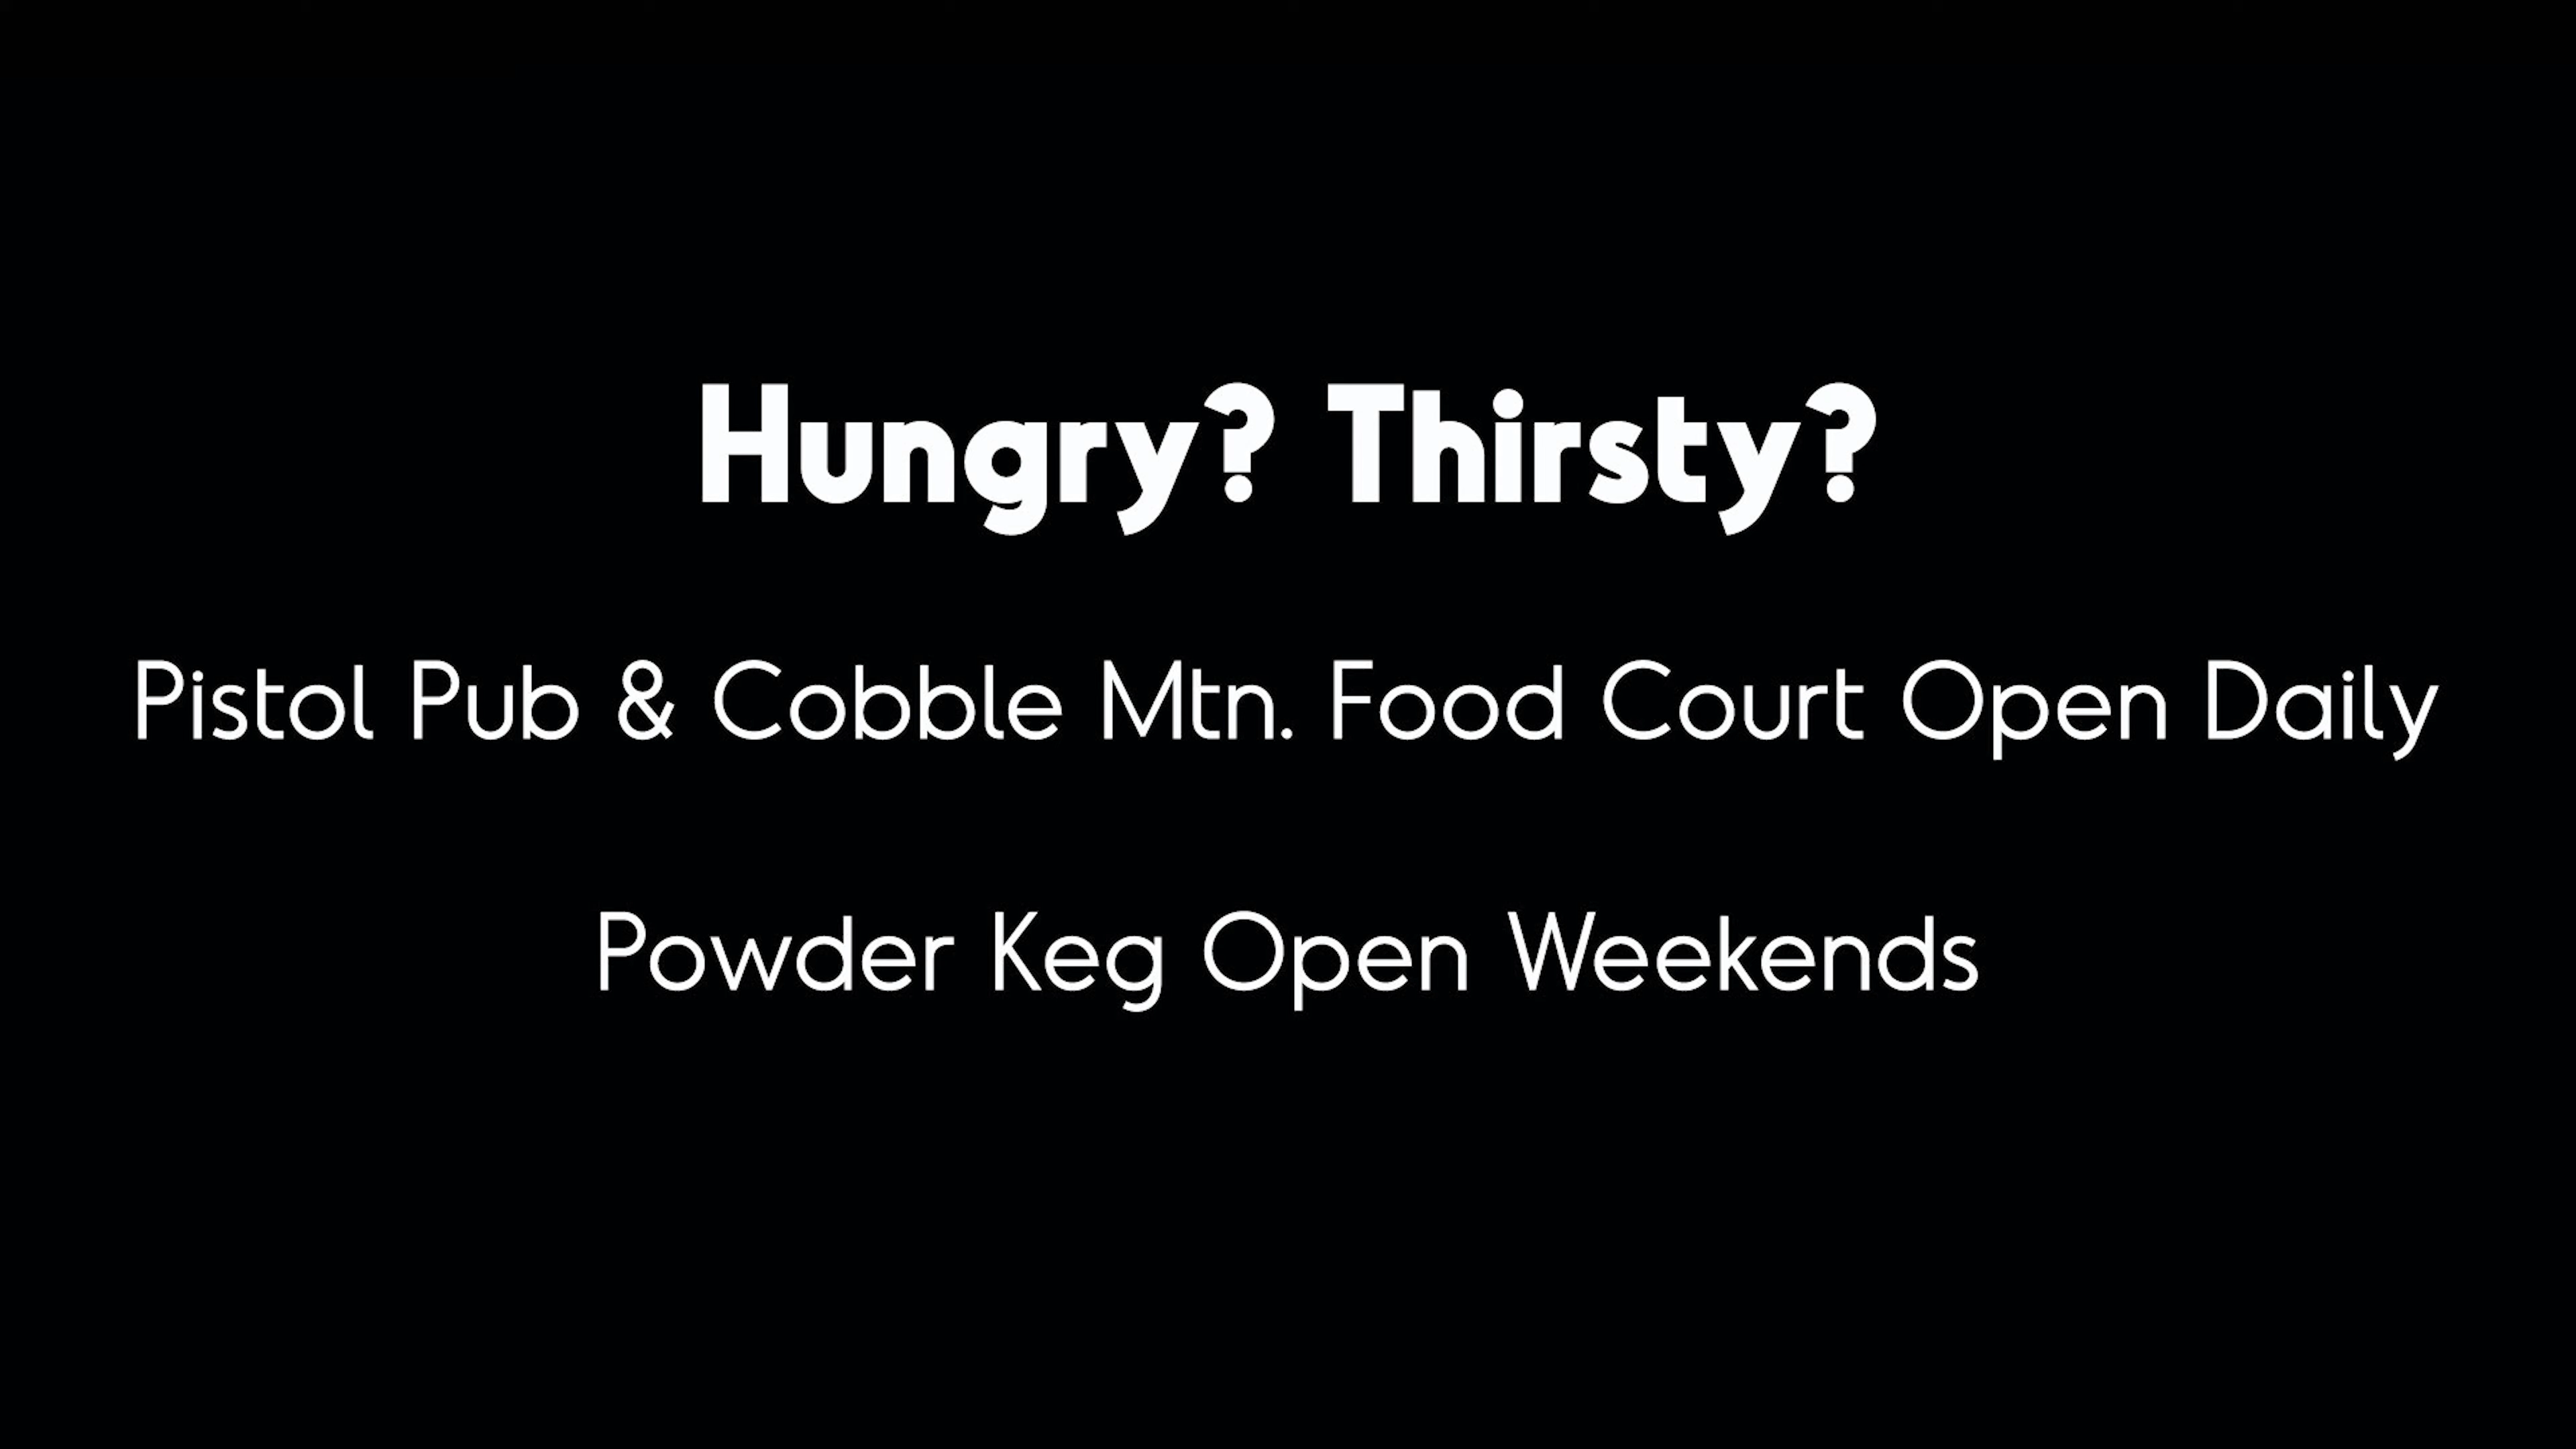 Hungry? Thirsty?
Pistol Pub & Cobble Mtn. Food Court Open Daily
Powder Keg Open Weekends